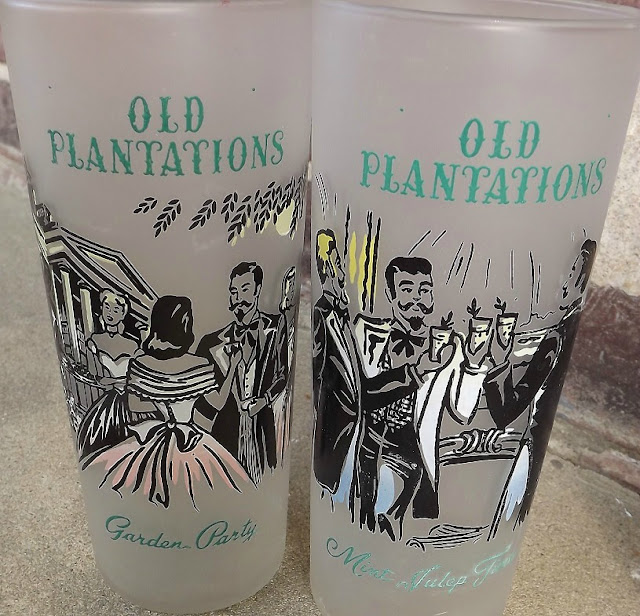 OLD
PLANTATIONS
Garden Party
OLD
PLANTATIONS
Mint Julep